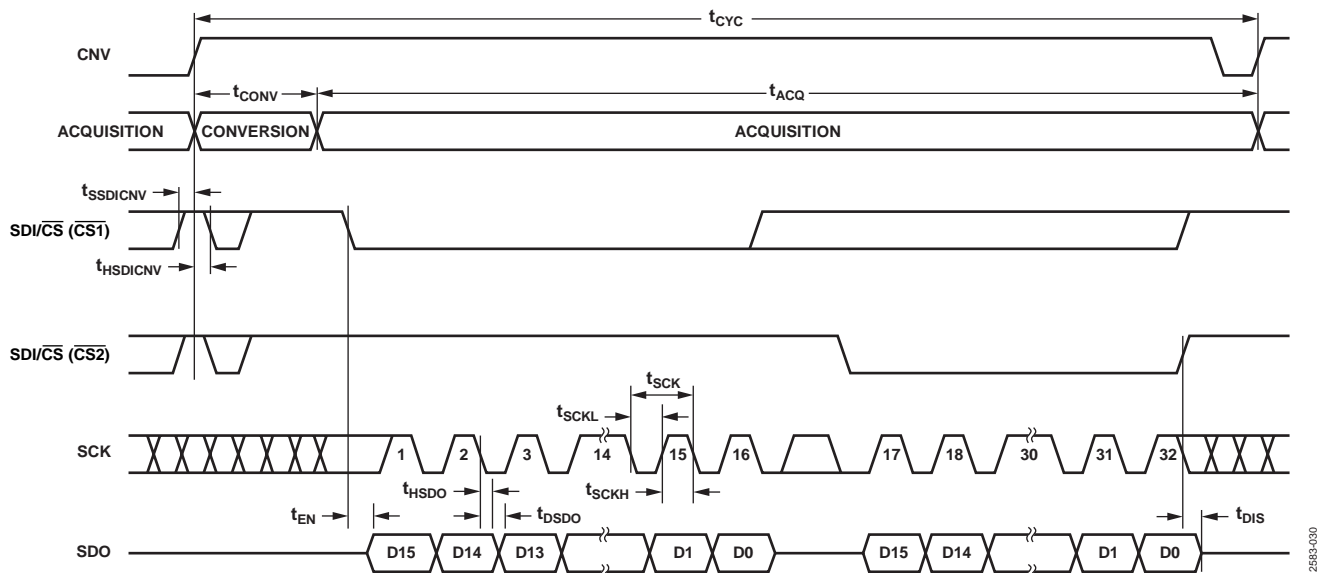 tCYC
CNV
tCONV
tACQ
ACQUISITION
CONVERSION
ACQUISITION
tSSDICNV
SDI/CS (CS1)
tHSDICNV
SDI/CS (CS2)
tSCK
tSCKL
SCK
1 2 3 14 15 16 17 18 30 31 32
tHSDO
tSCKH
tEN
tDSDO
tDIS
SDO
D15 D14 D13 D1 D0 D15 D14 D1 D0
2583-030